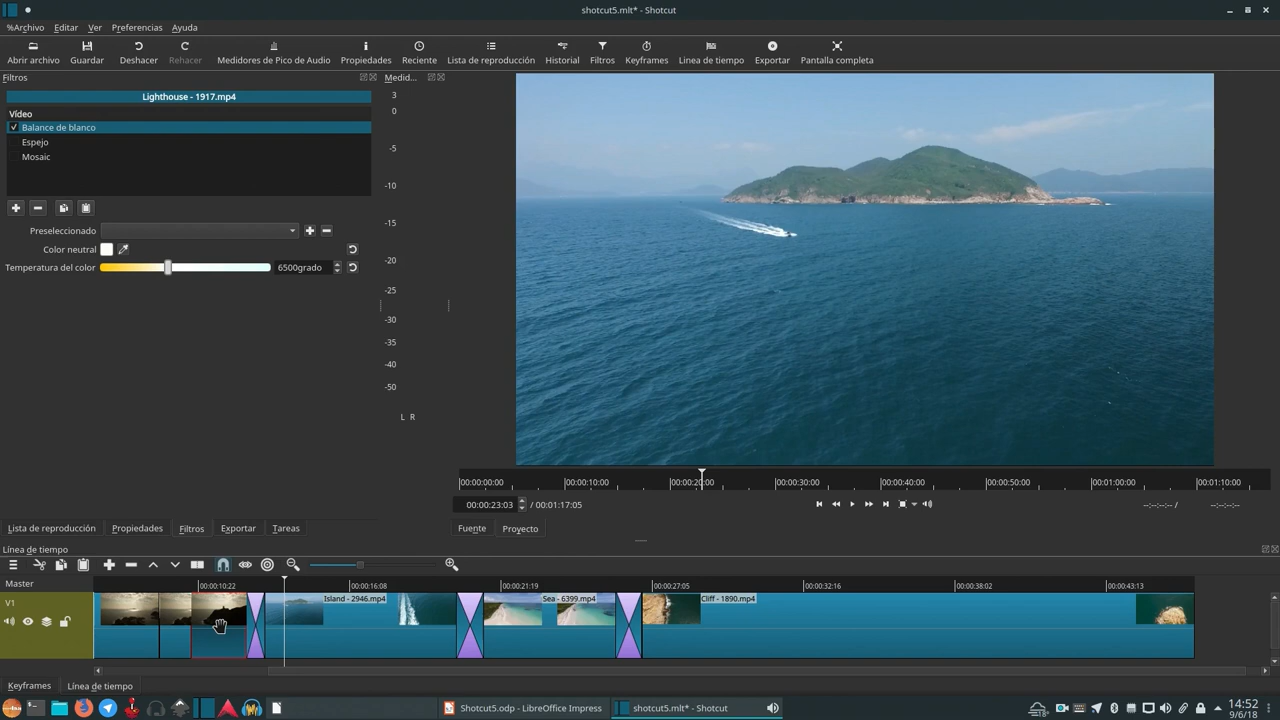 shotcut5.mlt* - Shotcut
%Archivo Editar Ver Preferencias Ayuda
Abrir archivo Guardar Deshacer Rehacer Medidores de Pico de Audio Propiedades Reciente Lista de reproducción Historial Filtros Keyframes Linea de tiempo Exportar Pantalla completa
Filtros Medid...
Lighthouse - 1917.mp4
Vídeo
Balance de blanco
Espejo
Mosaic
Preseleccionado
Color neutral
Temperatura del color 6500grado
3
0
-5
-10
-15
-20
-25
-30
-35
-40
-50
L R
00:00:00:00 00:00:10:00 00:00:20:00 00:00:30:00 00:00:40:00 00:00:50:00 00:01:00:00 00:01:10:00
00:00:23:03 / 00:01:17:05 --:--:--:-- / --:--:--:--
Lista de reproducción Propiedades Filtros Exportar Tareas Fuente Proyecto
Línea de tiempo
Master 00:00:10:22 00:00:16:08 00:00:21:19 00:00:27:05 00:00:32:16 00:00:38:02 00:00:43:13
V1 Island - 2946.mp4 Sea - 6399.mp4 Cliff - 1890.mp4
Keyframes Línea de tiempo
Shotcut5.odp - LibreOffice Impress shotcut5.mlt* - Shotcut 18° 14:52
9/6/18